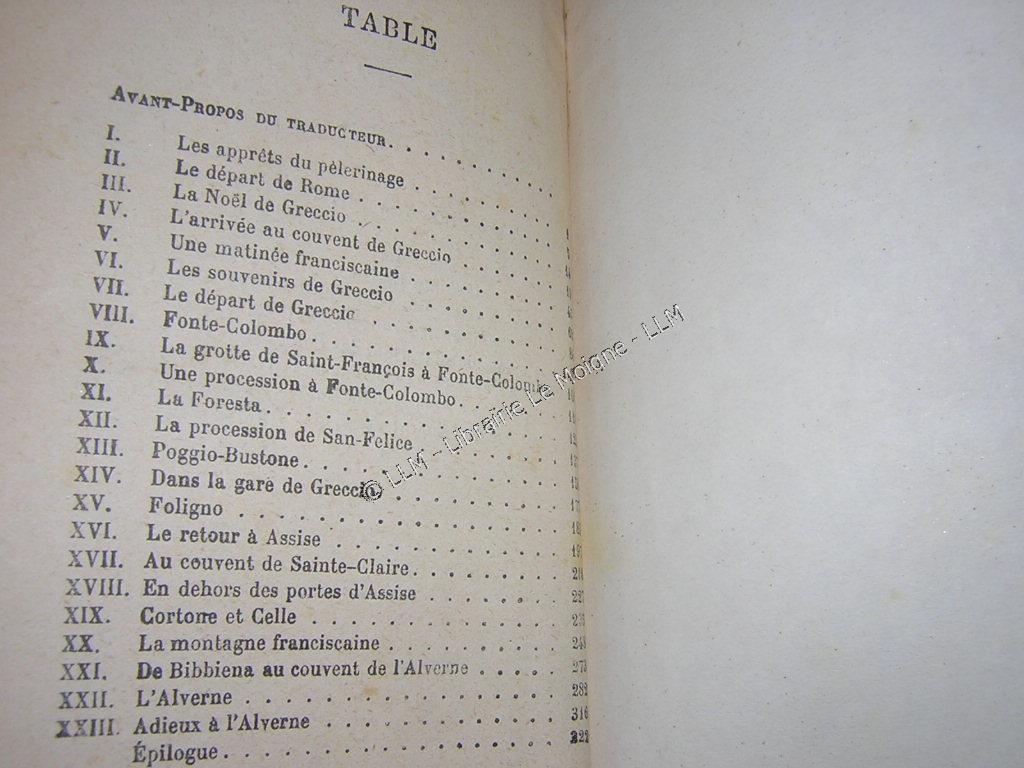 TABLE
AVANT-PROPOS DU TRADUCTEUR
I. Les apprêts du pèlerinage
II. Le départ de Rome
III. La Noël de Greccio
IV. L'arrivée au couvent de Greccio
V. Une matinée franciscaine
VI. Les souvenirs de Greccio
VII. Le départ de Greccio
VIII. Fonte-Colombo
IX. La grotte de Saint-François à Fonte-Colombo
X. Une procession à Fonte-Colombo
XI. La Foresta
XII. La procession de San-Felice
XIII. Poggio-Bustone
XIV. Dans la gare de Greccio
XV. Foligno
XVI. Le retour à Assise
XVII. Au couvent de Sainte-Claire
XVIII. En dehors des portes d'Assise
XIX. Cortone et Celle
XX. La montagne franciscaine
XXI. De Bibbiena au couvent de l'Alverne 273
XXII. L'Alverne 282
XXIII. Adieux à l'Alverne 316
Épilogue
© LLM - Librairie Le Moigne - LLM